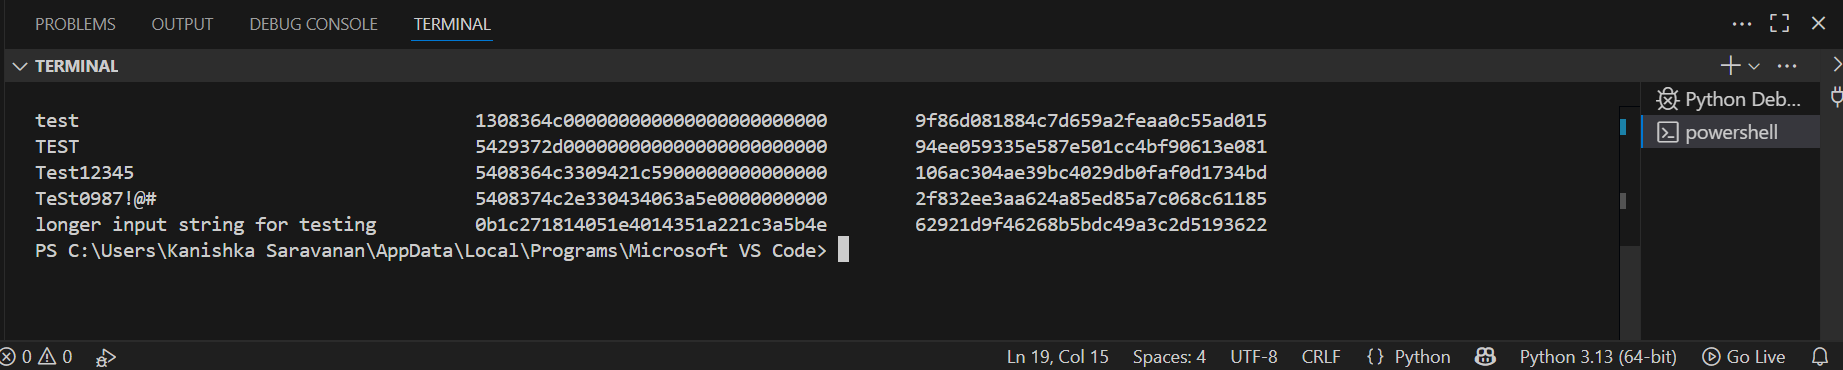 PROBLEMS OUTPUT DEBUG CONSOLE TERMINAL
TERMINAL
Python Deb...
powershell
test 1308364c000000000000000000000000 9f86d081884c7d659a2feaa0c55ad015
TEST 5429372d000000000000000000000000 94ee059335e587e501cc4bf90613e081
Test12345 5408364c3309421c5900000000000000 106ac304ae39bc4029db0faf0d1734bd
TeSt0987!@# 5408374c2e330434063a5e0000000000 2f832ee3aa624a85ed85a7c068c61185
longer input string for testing 0b1c271814051e4014351a221c3a5b4e 62921d9f46268b5bdc49a3c2d5193622
PS C:\Users\Kanishka Saravanan\AppData\Local\Programs\Microsoft VS Code>
0 0 Ln 19, Col 15 Spaces: 4 UTF-8 CRLF {} Python Python 3.13 (64-bit) Go Live